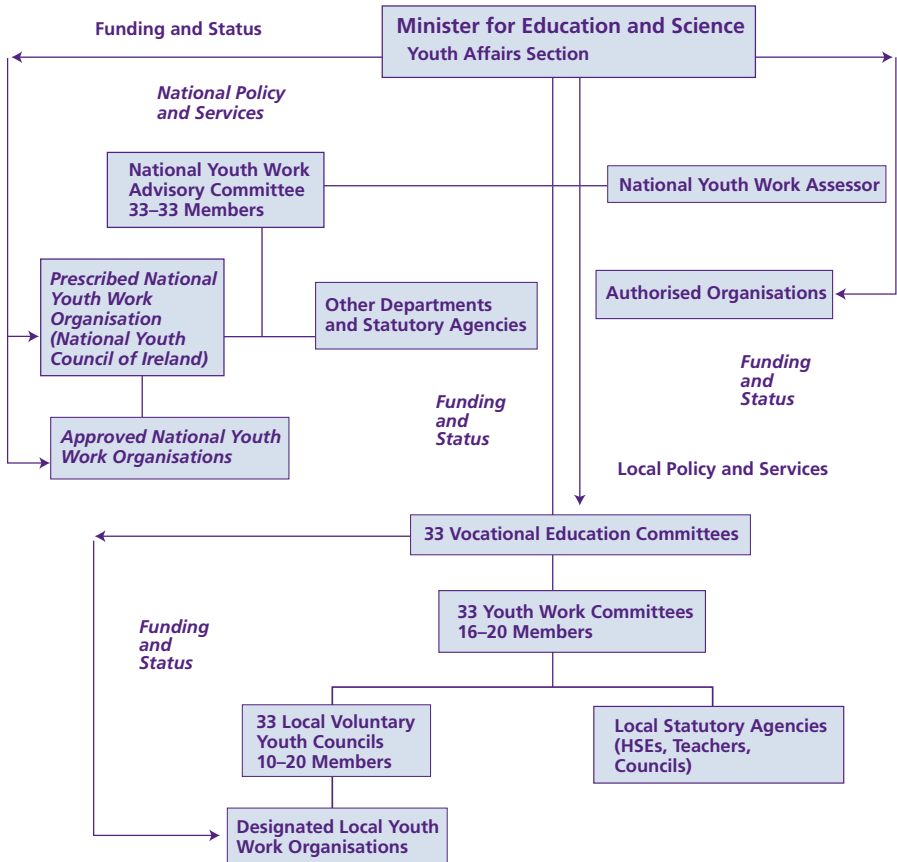 Funding and Status
Minister for Education and Science
Youth Affairs Section
National Policy
and Services
National Youth Work
Advisory Committee
33–33 Members
National Youth Work Assessor
Prescribed National
Youth Work
Organisation
(National Youth
Council of Ireland)
Other Departments
and Statutory Agencies
Authorised Organisations
Funding
and
Status
Funding
and
Status
Approved National Youth
Work Organisations
Local Policy and Services
33 Vocational Education Committees
33 Youth Work Committees
16–20 Members
Funding
and
Status
33 Local Voluntary
Youth Councils
10–20 Members
Local Statutory Agencies
(HSEs, Teachers,
Councils)
Designated Local Youth
Work Organisations